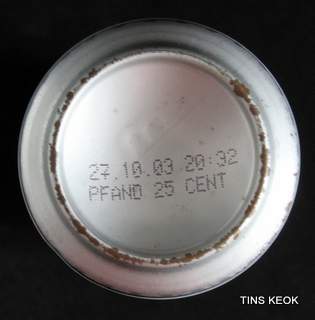 27.10.03 20:32
PFAND 25 CENT
TINS KEOK